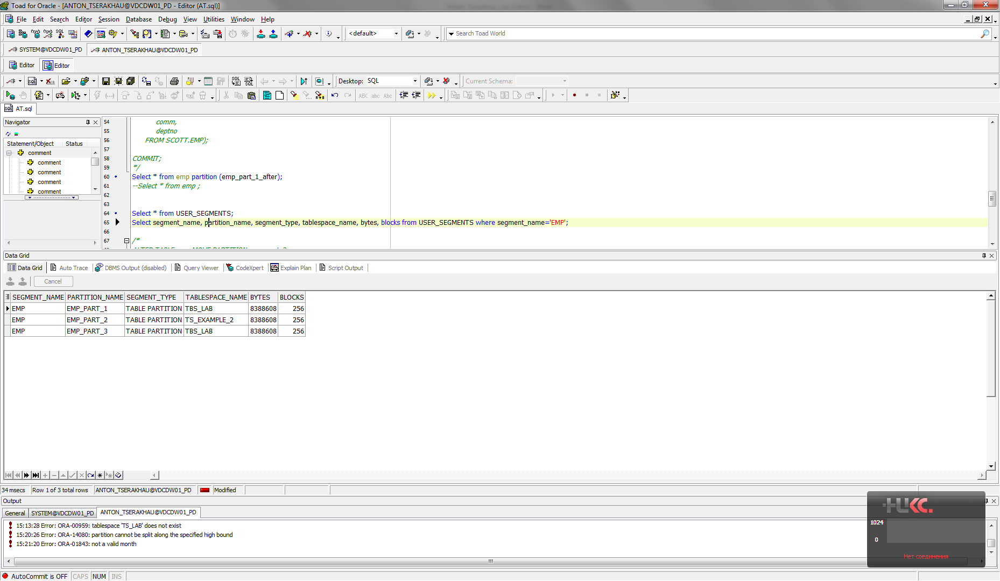 Toad for Oracle - [ANTON_TSERAKHAU@VDCDW01_PD - Editor (AT.sql)]
File Edit Search Editor Session Database Debug View Utilities Window Help
<default> Search Toad World
SYSTEM@VDCDW01_PD ANTON_TSERAKHAU@VDCDW01_PD
Editor Editor
Desktop: SQL Current Schema:
AT.sql
Navigator
Statement/Object Status
comment
comment
comment
comment
comment
54 comm,
55 deptno
56 FROM SCOTT.EMP);
57
58 COMMIT;
59 */
60 Select * from emp partition (emp_part_1_after);
61 --Select * from emp ;
62
63
64 Select * from USER_SEGMENTS;
65 Select segment_name, partition_name, segment_type, tablespace_name, bytes, blocks from USER_SEGMENTS where segment_name='EMP';
66
67 /*
Data Grid
Data Grid Auto Trace DBMS Output (disabled) Query Viewer CodeXpert Explain Plan Script Output
Cancel
SEGMENT_NAME PARTITION_NAME SEGMENT_TYPE TABLESPACE_NAME BYTES BLOCKS
EMP EMP_PART_1 TABLE PARTITION TBS_LAB 8388608 256
EMP EMP_PART_2 TABLE PARTITION TS_EXAMPLE_2 8388608 256
EMP EMP_PART_3 TABLE PARTITION TBS_LAB 8388608 256
34 msecs Row 1 of 3 total rows ANTON_TSERAKHAU@VDCDW01_PD Modified
Output
General SYSTEM@VDCDW01_PD ANTON_TSERAKHAU@VDCDW01_PD
15:13:28 Error: ORA-00959: tablespace 'TS_LAB' does not exist
15:20:26 Error: ORA-14080: partition cannot be split along the specified high bound
15:21:20 Error: ORA-01843: not a valid month
1024
0
Нет соединения
AutoCommit is OFF CAPS NUM INS